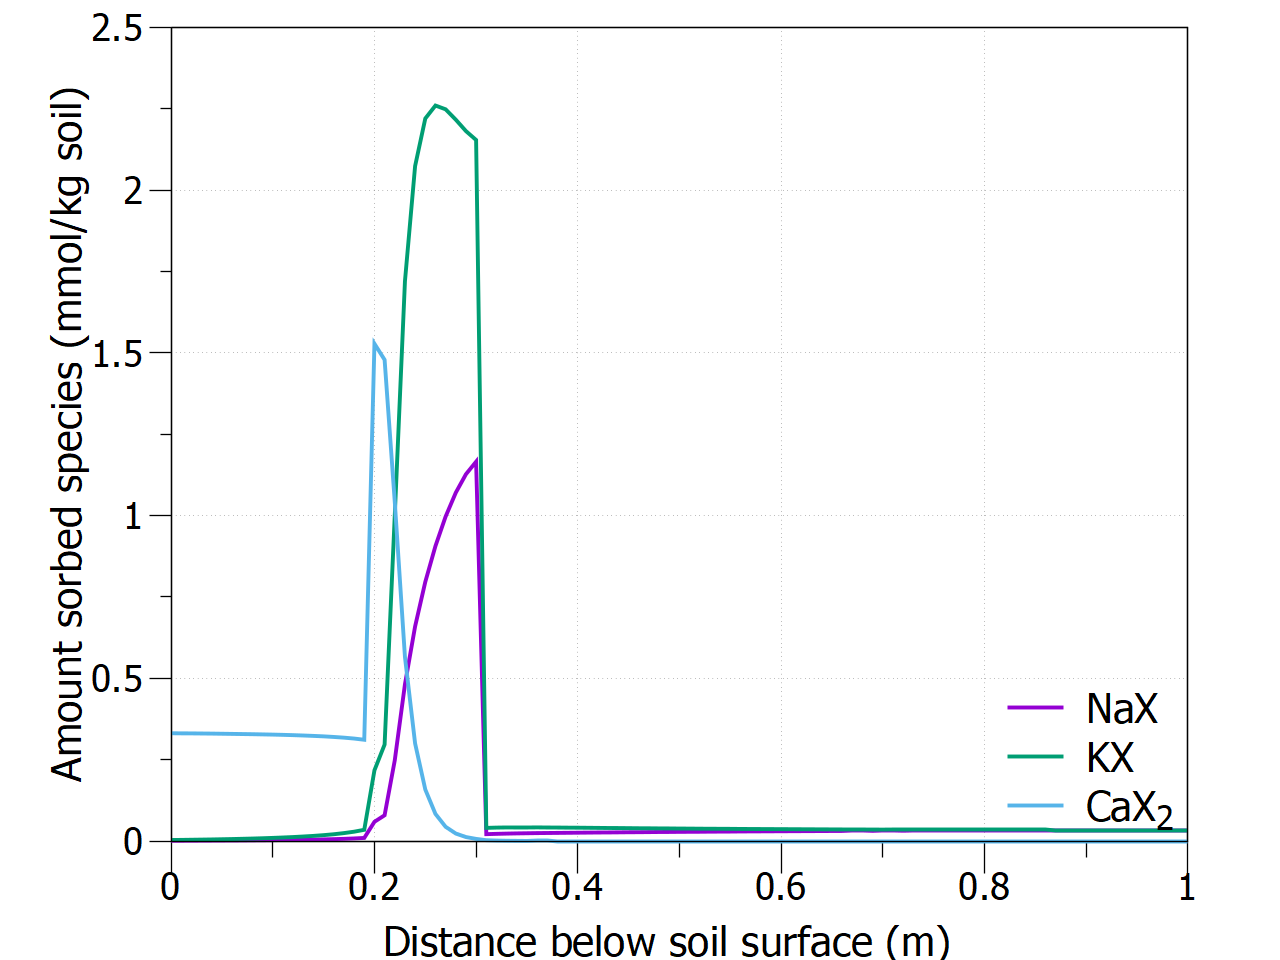 2.5
2
1.5
1
0.5
0
Amount sorbed species (mmol/kg soil)
NaX
KX
CaX₂
0 0.2 0.4 0.6 0.8 1
Distance below soil surface (m)